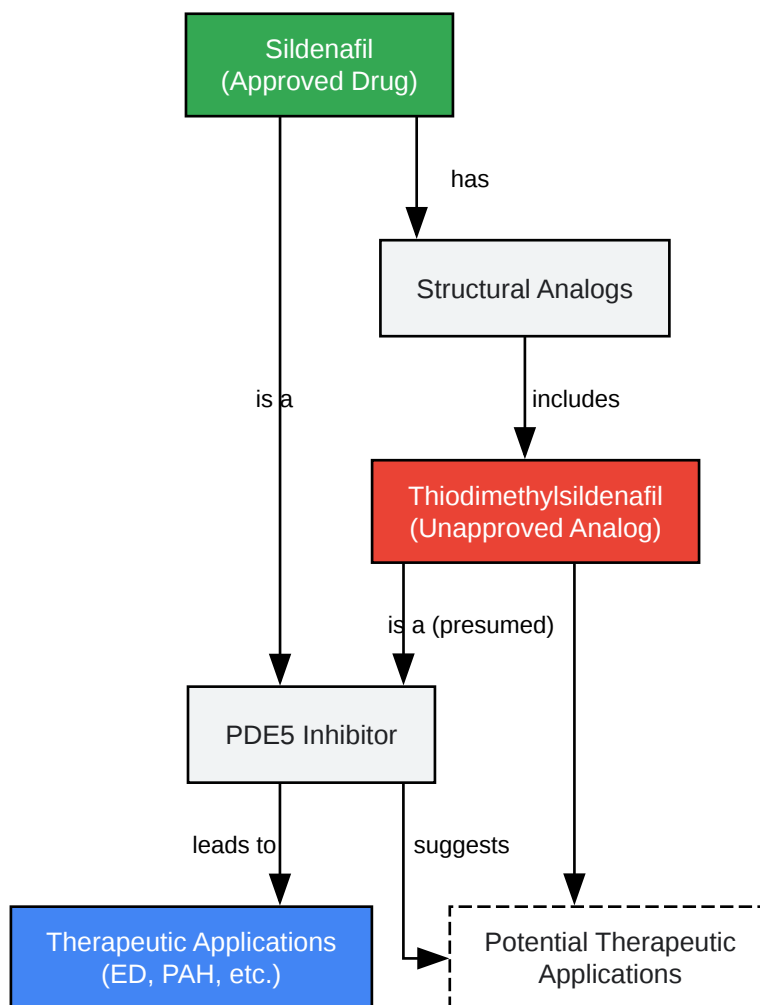 Sildenafil
(Approved Drug)
has
Structural Analogs
is a
includes
Thiodimethylsildenafil
(Unapproved Analog)
is a (presumed)
PDE5 Inhibitor
leads to
suggests
Therapeutic Applications
(ED, PAH, etc.)
Potential Therapeutic
Applications